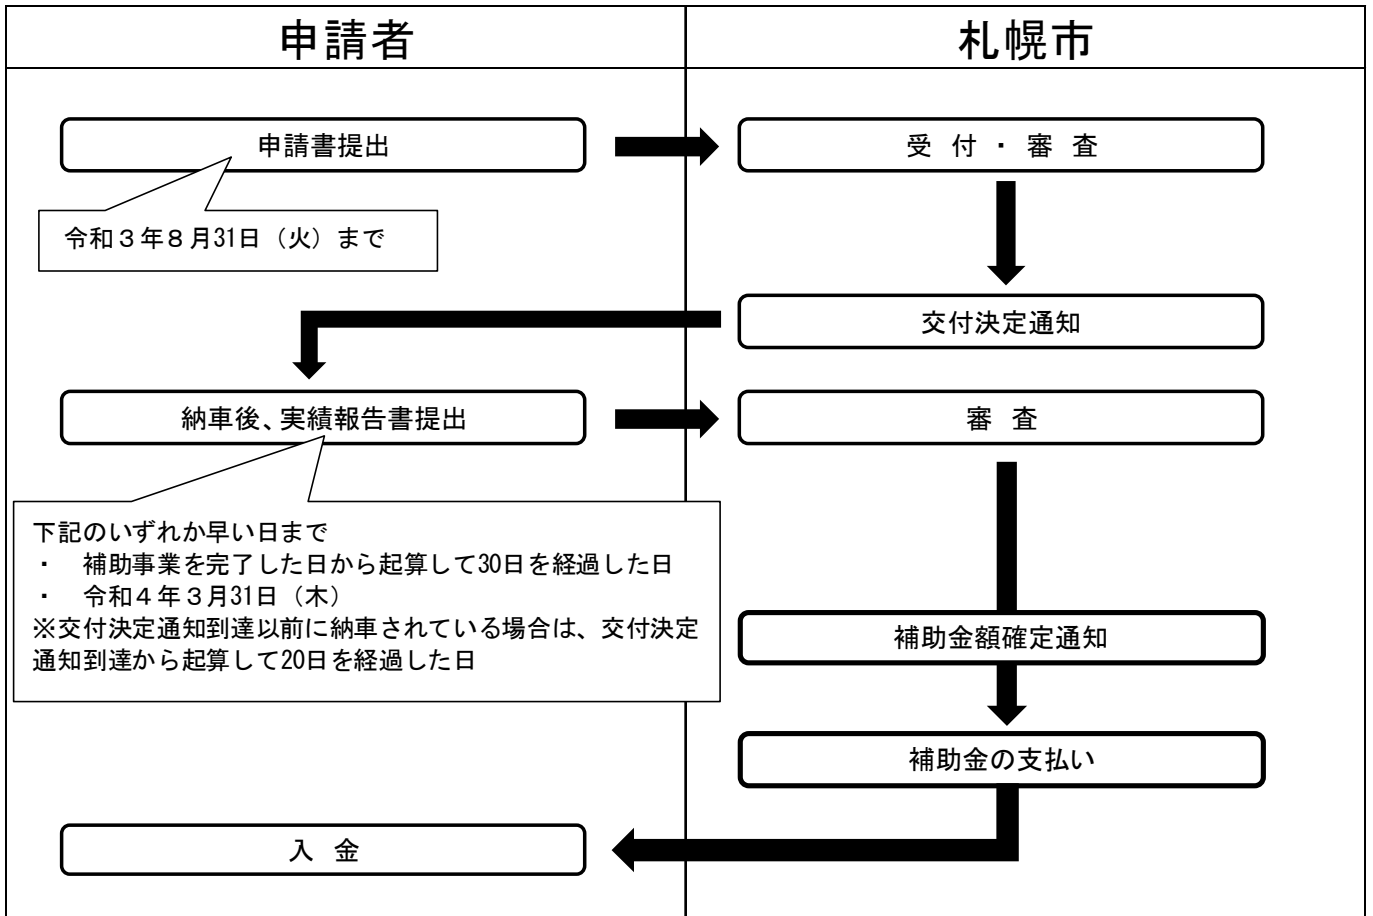 申請者
札幌市
申請書提出
受 付 ・ 審 査
令和３年８月31日（火）まで
交付決定通知
納車後、実績報告書提出
審 査
下記のいずれか早い日まで
・ 補助事業を完了した日から起算して30日を経過した日
・ 令和４年３月31日（木）
※交付決定通知到達以前に納車されている場合は、交付決定
通知到達から起算して20日を経過した日
補助金額確定通知
補助金の支払い
入 金